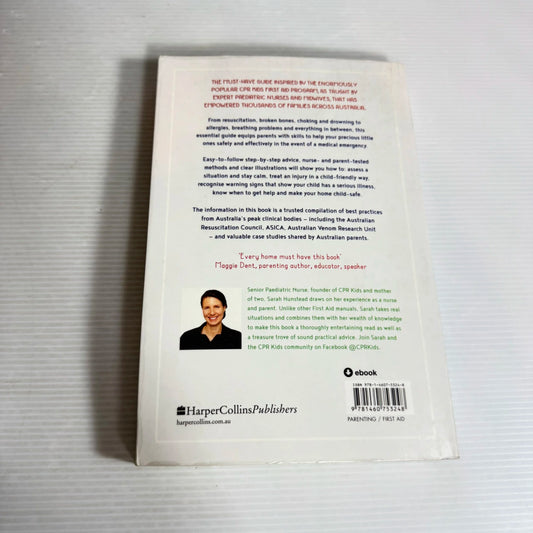 THE MUST-HAVE GUIDE INSPIRED BY THE ENORMOUSLY
POPULAR CPR KIDS FIRST AID PROGRAM, AS TAUGHT BY
EXPERT PAEDIATRIC NURSES AND MIDWIVES, THAT HAS
EMPOWERED THOUSANDS OF FAMILIES ACROSS AUSTRALIA.
From resuscitation, broken bones, choking and drowning to
allergies, breathing problems and everything in between, this
essential guide equips parents with skills to help your precious little
ones safely and effectively in the event of a medical emergency.
Easy-to-follow step-by-step advice, nurse- and parent-tested
methods and clear illustrations will show you how to: assess a
situation and stay calm, treat an injury in a child-friendly way,
recognise warning signs that show your child has a serious illness,
know when to get help and make your home child-safe.
The information in this book is a trusted compilation of best practices
from Australia's peak clinical bodies – including the Australian
Resuscitation Council, ASICA, Australian Venom Research Unit
– and valuable case studies shared by Australian parents.
'Every home must have this book'
Maggie Dent, parenting author, educator, speaker
Senior Paediatric Nurse, founder of CPR Kids and mother
of two, Sarah Hunstead draws on her experience as a nurse
and parent. Unlike other First Aid manuals, Sarah takes real
situations and combines them with her wealth of knowledge
to make this book a thoroughly entertaining read as well as
a treasure trove of sound practical advice. Join Sarah and
the CPR Kids community on Facebook @CPRKids.
ebook
ISBN 978-1-4607-5324-8
9 781460 753248
HarperCollinsPublishers
harpercollins.com.au
PARENTING / FIRST AID